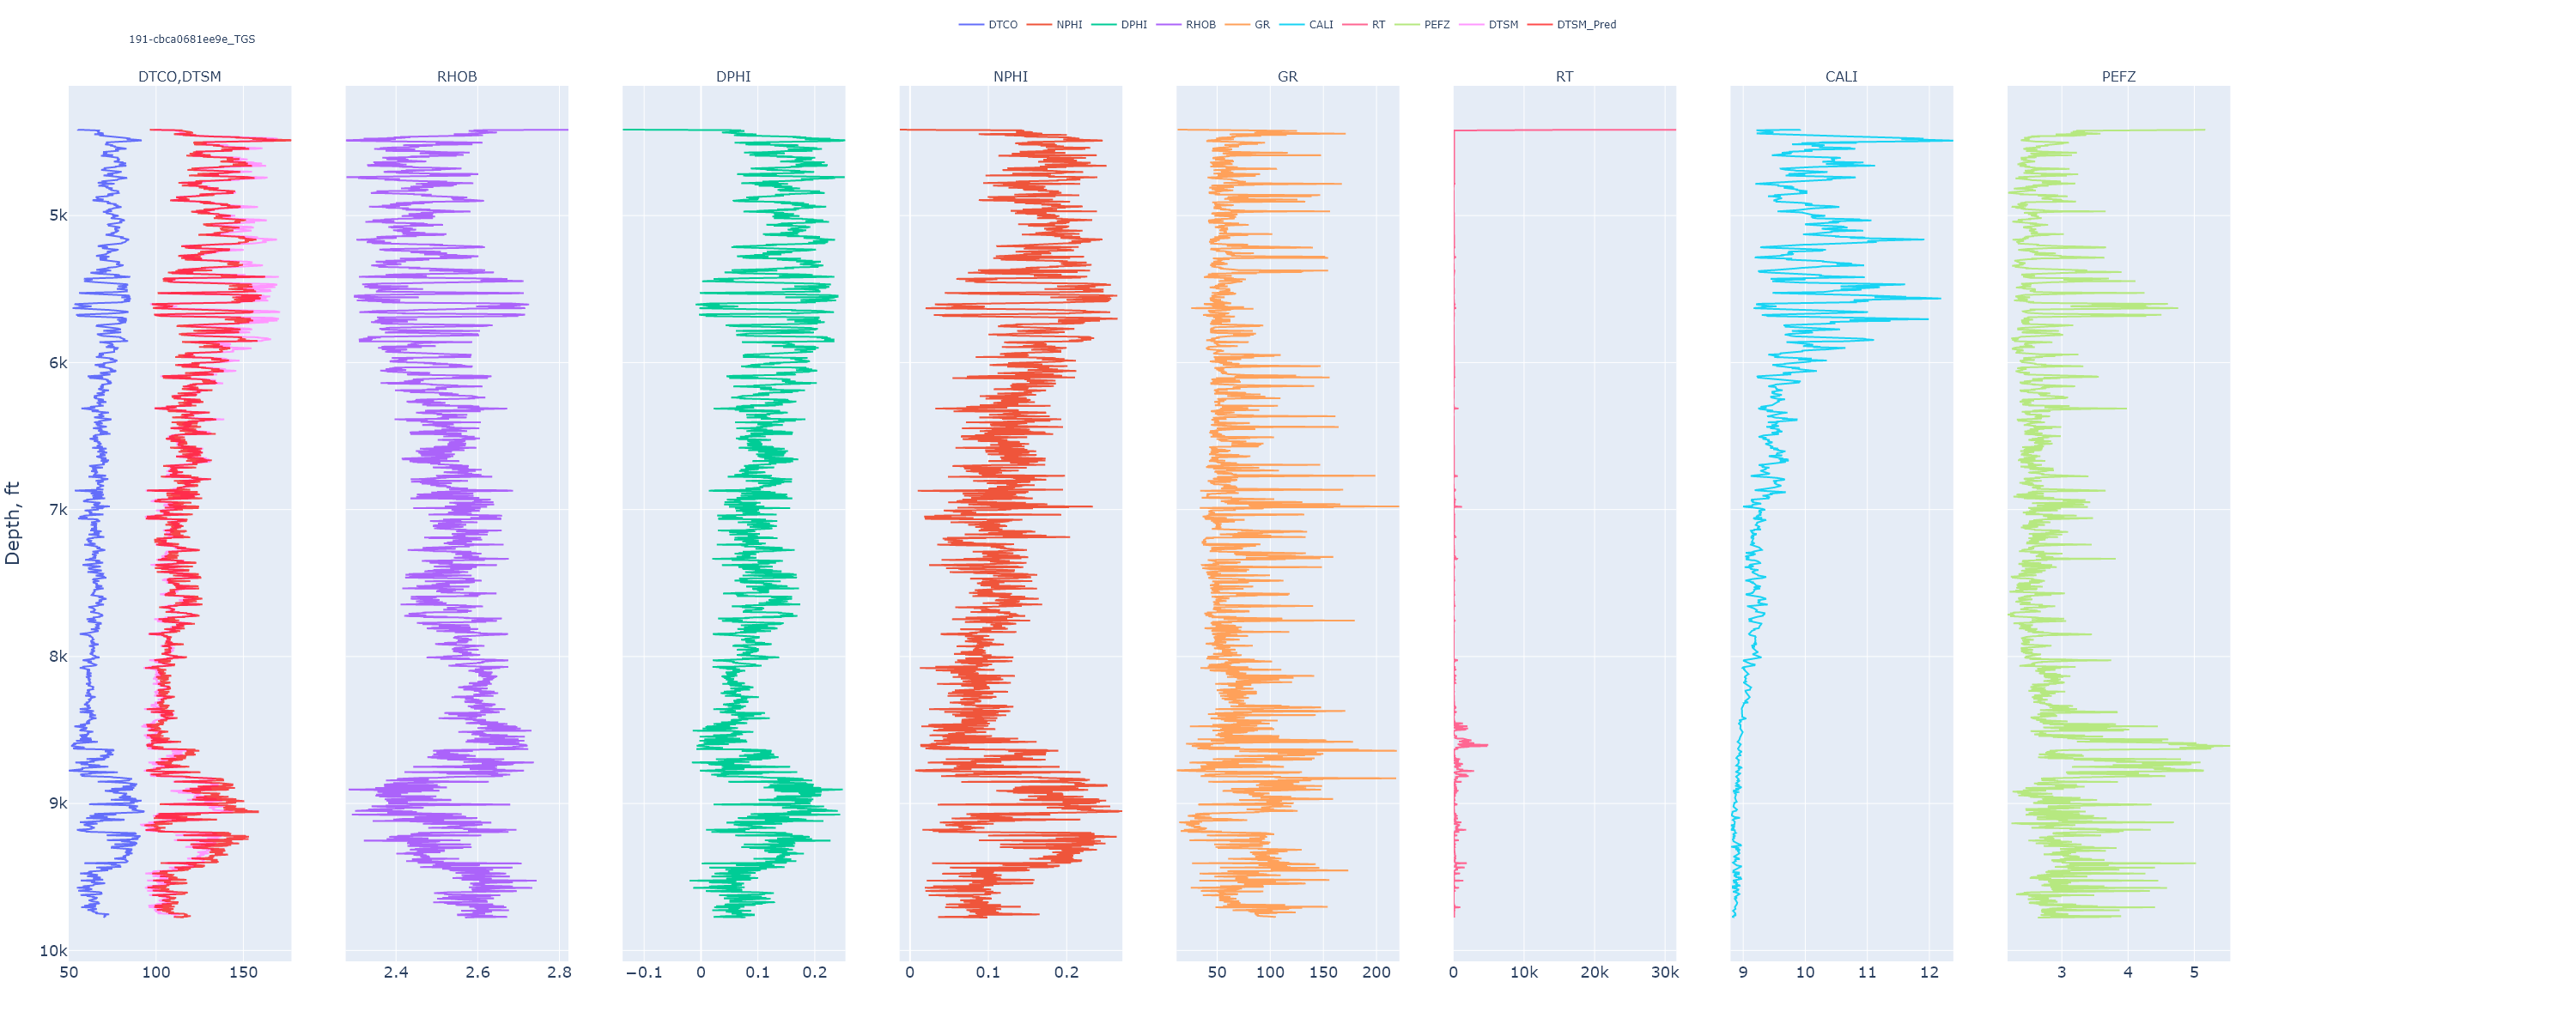 DTCO NPHI DPHI RHOB GR CALI RT PEFZ DTSM DTSM_Pred
191-cbca0681ee9e_TGS
DTCO,DTSM RHOB DPHI NPHI GR RT CALI PEFZ
5k
6k
7k
8k
9k
10k
Depth, ft
50 100 150 2.4 2.6 2.8 −0.1 0 0.1 0.2 0 0.1 0.2 50 100 150 200 0 10k 20k 30k 9 10 11 12 3 4 5